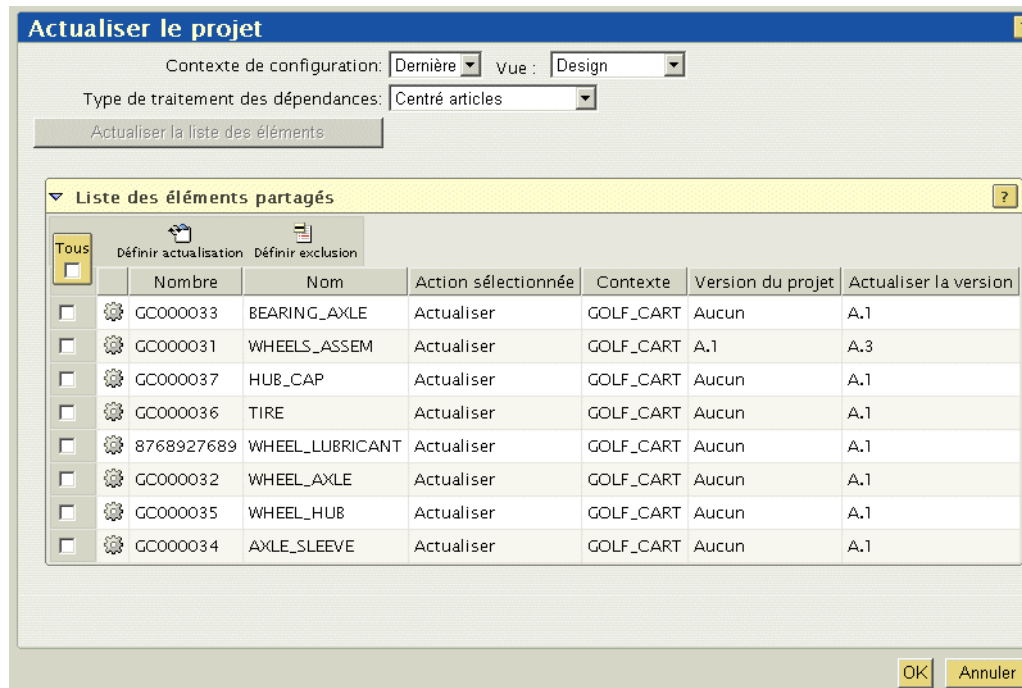 Actualiser le projet
Contexte de configuration: Dernière Vue : Design
Type de traitement des dépendances: Centré articles
Actualiser la liste des éléments
Liste des éléments partagés ?
Tous Définir actualisation Définir exclusion
Nombre Nom Action sélectionnée Contexte Version du projet Actualiser la version
GC000033 BEARING_AXLE Actualiser GOLF_CART Aucun A.1
GC000031 WHEELS_ASSEM Actualiser GOLF_CART A.1 A.3
GC000037 HUB_CAP Actualiser GOLF_CART Aucun A.1
GC000036 TIRE Actualiser GOLF_CART Aucun A.1
8768927689 WHEEL_LUBRICANT Actualiser GOLF_CART Aucun A.1
GC000032 WHEEL_AXLE Actualiser GOLF_CART Aucun A.1
GC000035 WHEEL_HUB Actualiser GOLF_CART Aucun A.1
GC000034 AXLE_SLEEVE Actualiser GOLF_CART Aucun A.1
OK Annuler